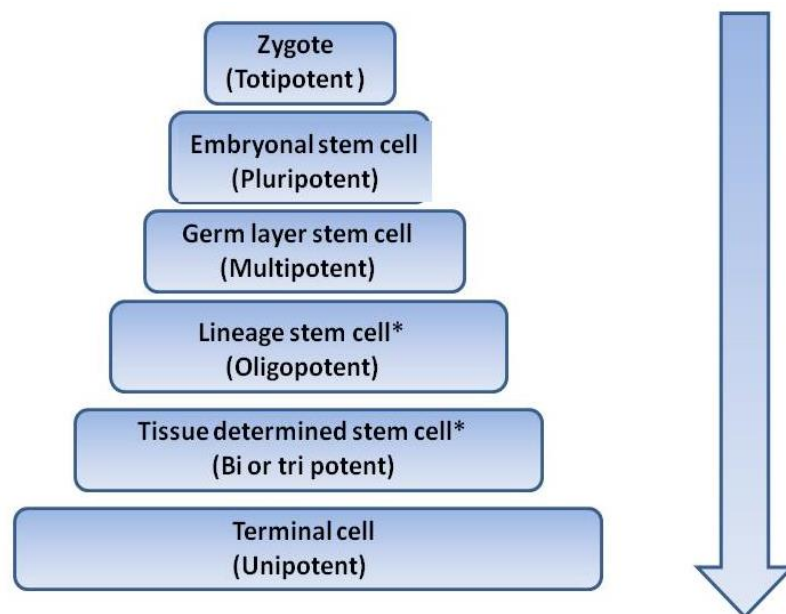 Zygote
(Totipotent )
Embryonal stem cell
(Pluripotent)
Germ layer stem cell
(Multipotent)
Lineage stem cell*
(Oligopotent)
Tissue determined stem cell*
(Bi or tri potent)
Terminal cell
(Unipotent)